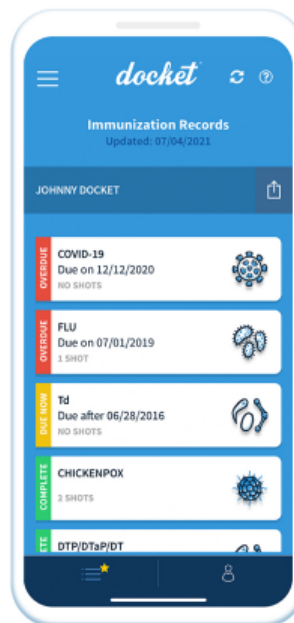 docket
Immunization Records
Updated: 07/04/2021
JOHNNY DOCKET
OVERDUE
COVID-19
Due on 12/12/2020
NO SHOTS
OVERDUE
FLU
Due on 07/01/2019
1 SHOT
DUE NOW
Td
Due after 06/28/2016
NO SHOTS
COMPLETE
CHICKENPOX
2 SHOTS
TE
DTP/DTaP/DT